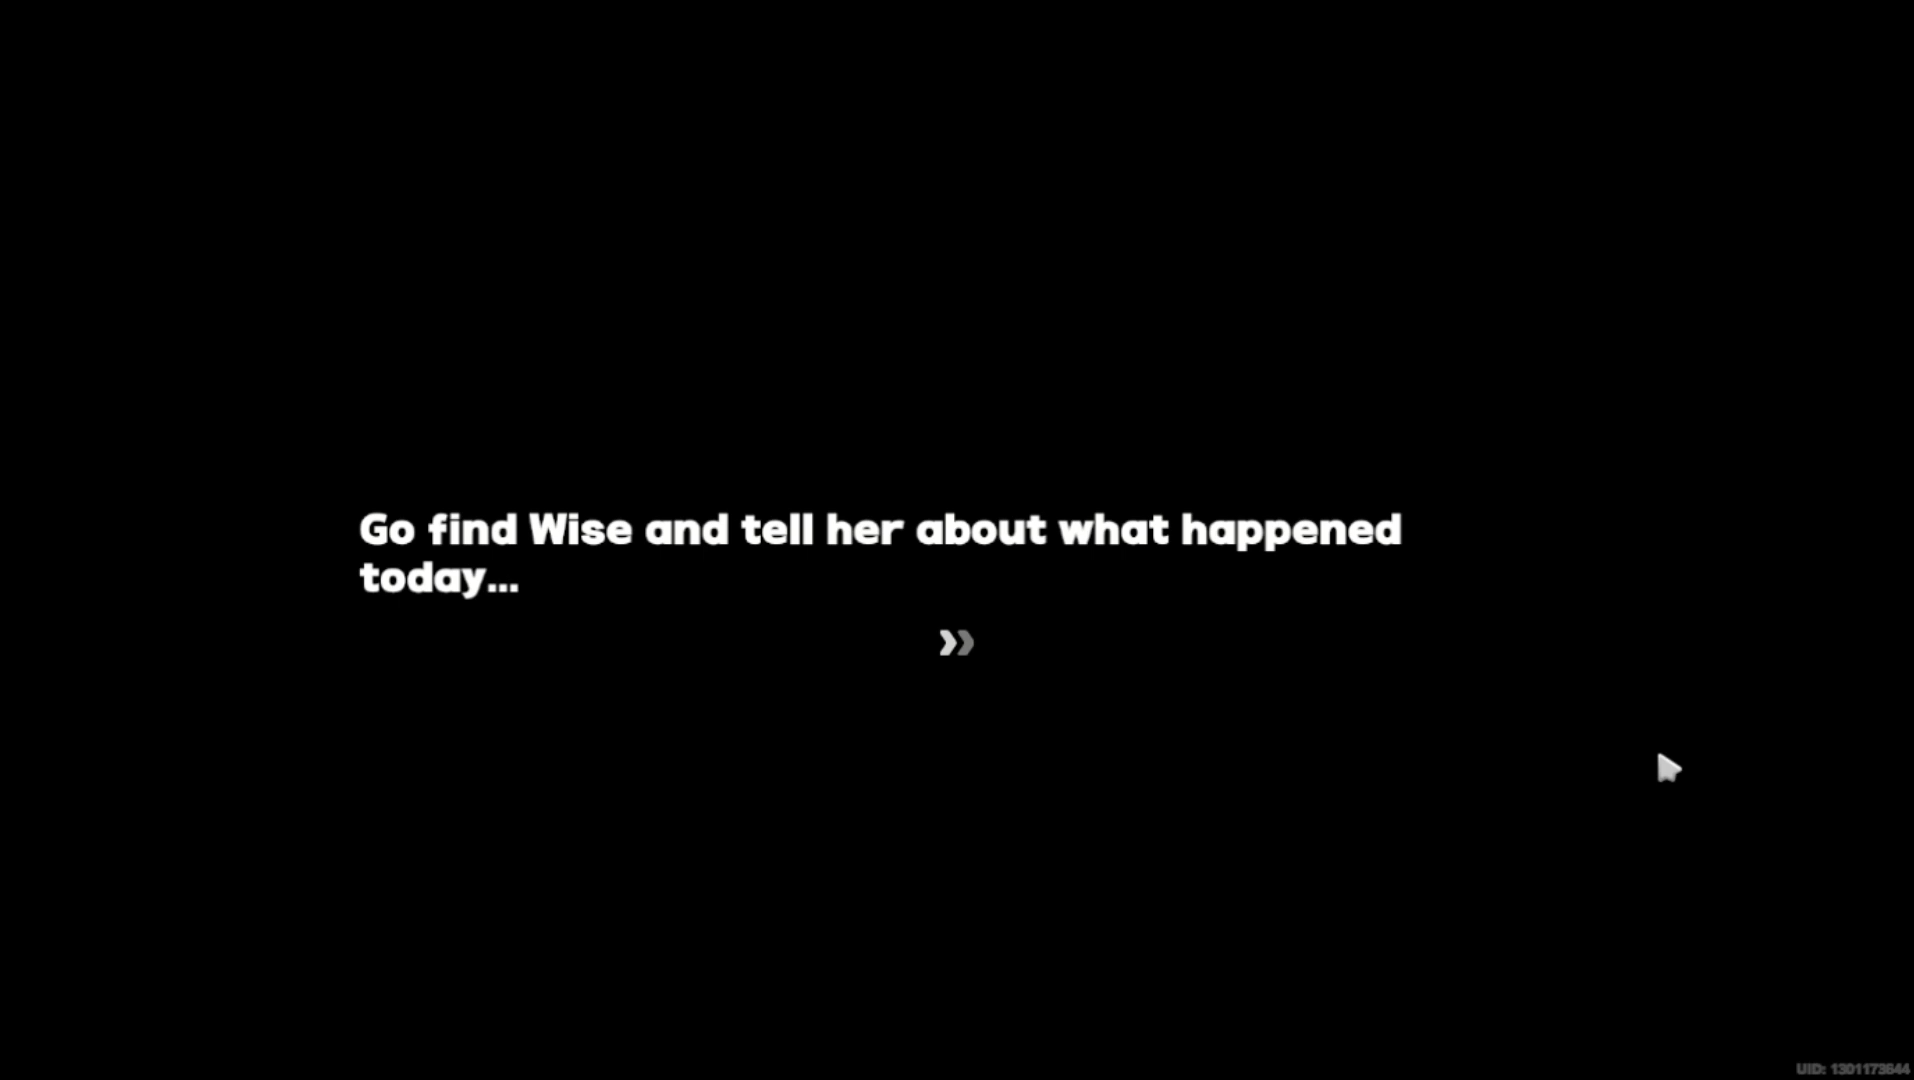 Go find Wise and tell her about what happened
today...
UID: 1301173644